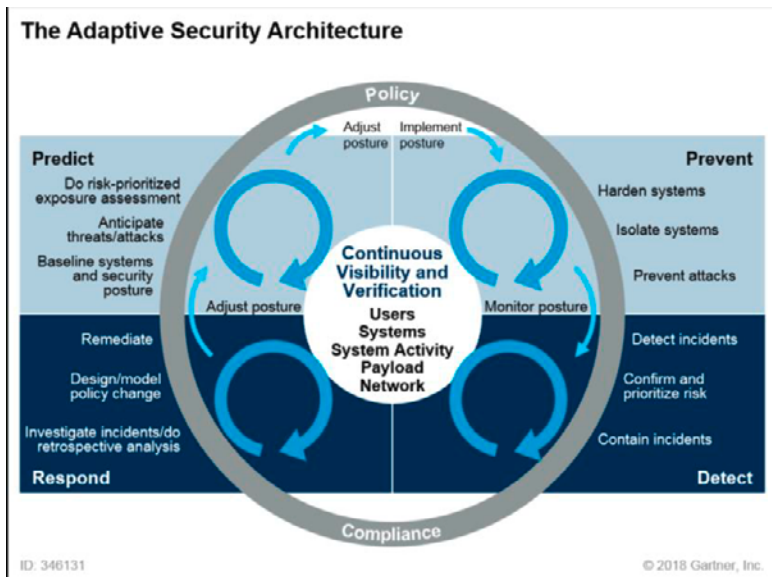 The Adaptive Security Architecture
Policy
Adjust
posture
Implement
posture
Predict
Do risk-prioritized
exposure assessment
Anticipate
threats/attacks
Baseline systems
and security
posture
Prevent
Harden systems
Isolate systems
Prevent attacks
Continuous
Visibility and
Verification
Users
Systems
System Activity
Payload
Network
Adjust posture
Monitor posture
Remediate
Design/model
policy change
Investigate incidents/do
retrospective analysis
Respond
Detect incidents
Confirm and
prioritize risk
Contain incidents
Detect
Compliance
ID: 346131
© 2018 Gartner, Inc.